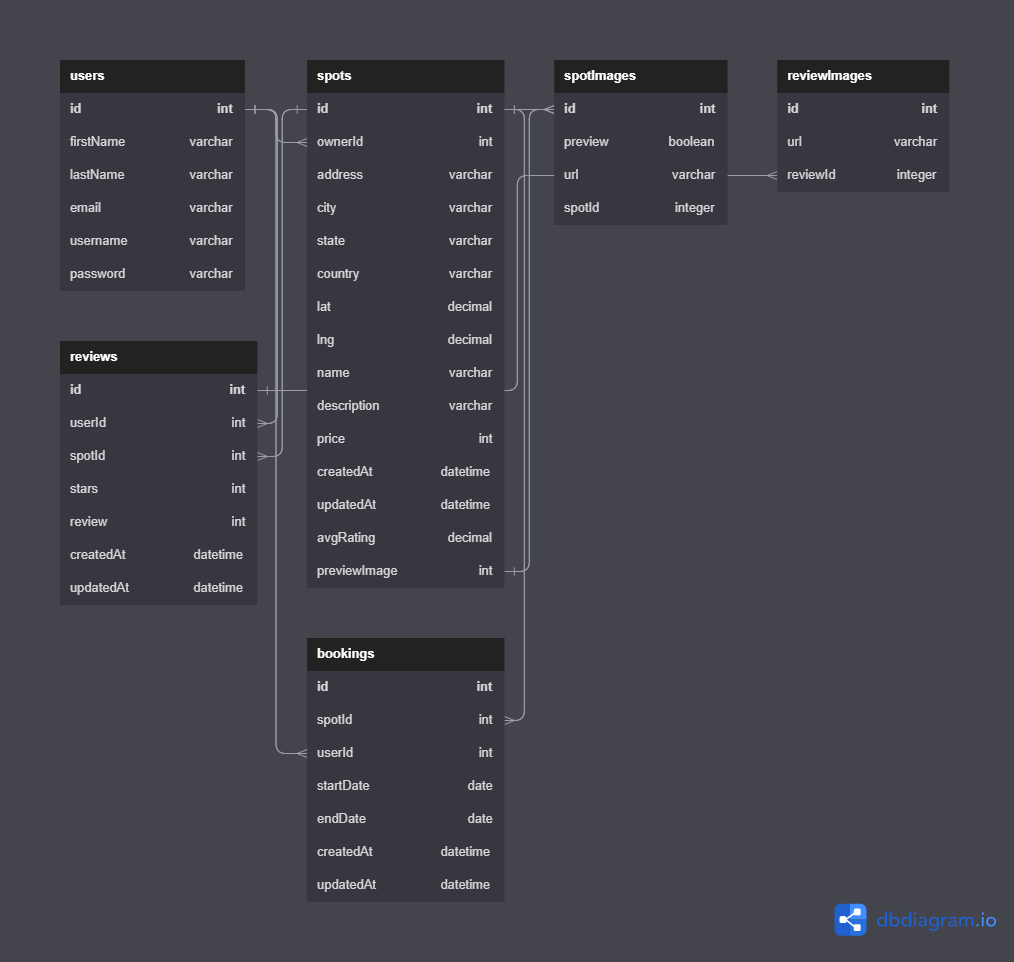 users
id int
firstName varchar
lastName varchar
email varchar
username varchar
password varchar
reviews
id int
userId int
spotId int
stars int
review int
createdAt datetime
updatedAt datetime
spots
id int
ownerId int
address varchar
city varchar
state varchar
country varchar
lat decimal
lng decimal
name varchar
description varchar
price int
createdAt datetime
updatedAt datetime
avgRating decimal
previewImage int
bookings
id int
spotId int
userId int
startDate date
endDate date
createdAt datetime
updatedAt datetime
spotImages
id int
preview boolean
url varchar
spotId integer
reviewImages
id int
url varchar
reviewId integer
dbdiagram.io